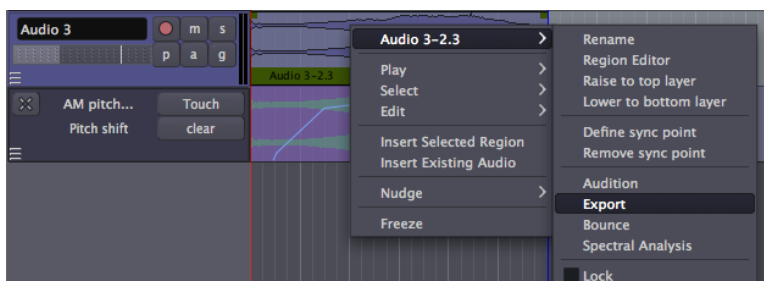 Audio 3
m
s
p
a
g
AM pitch...
Touch
Pitch shift
clear
Audio 3-2.3
Audio 3-2.3
Play
Select
Edit
Insert Selected Region
Insert Existing Audio
Nudge
Freeze
Rename
Region Editor
Raise to top layer
Lower to bottom layer
Define sync point
Remove sync point
Audition
Export
Bounce
Spectral Analysis
Lock